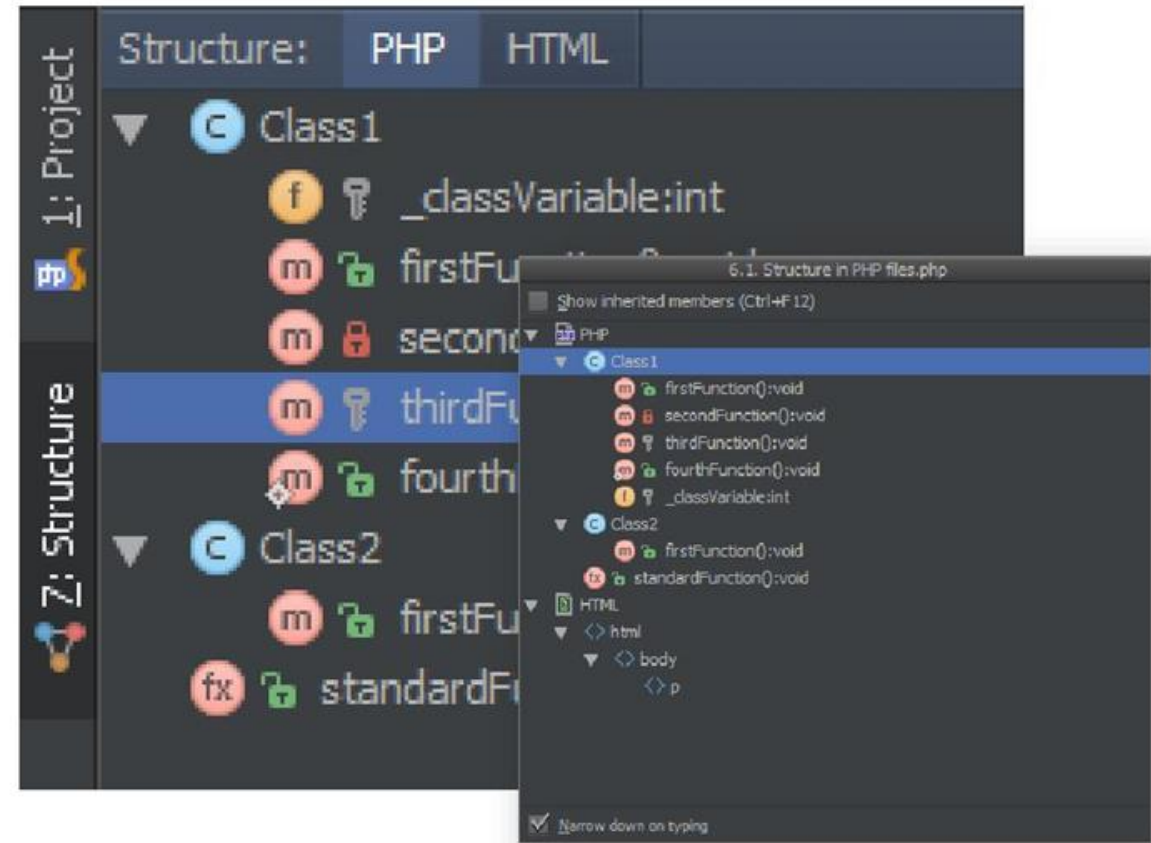 1: Project
7: Structure
Structure: PHP HTML
C Class1
f _classVariable:int
m firstFu
m second
m thirdFu
m fourth
C Class2
m firstFu
fx standardFu
6.1. Structure in PHP files.php
Show inherited members (Ctrl+F12)
PHP
C Class1
m firstFunction():void
m secondFunction():void
m thirdFunction():void
m fourthFunction():void
f _classVariable:int
C Class2
m firstFunction():void
fx standardFunction():void
HTML
<> html
<> body
<> p
Narrow down on typing